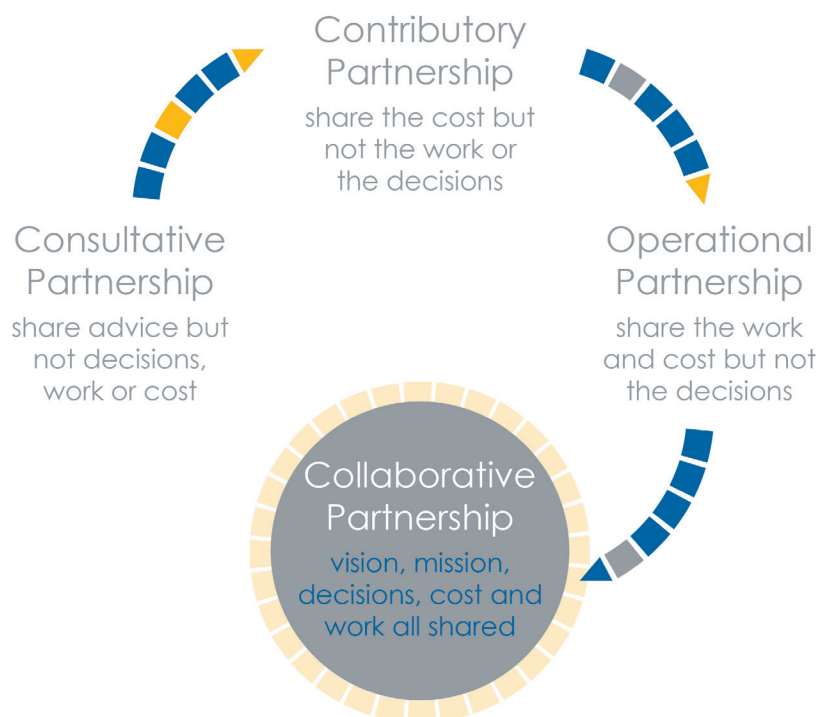 Contributory
Partnership
share the cost but
not the work or
the decisions
Consultative
Partnership
share advice but
not decisions,
work or cost
Operational
Partnership
share the work
and cost but not
the decisions
Collaborative
Partnership
vision, mission,
decisions, cost and
work all shared